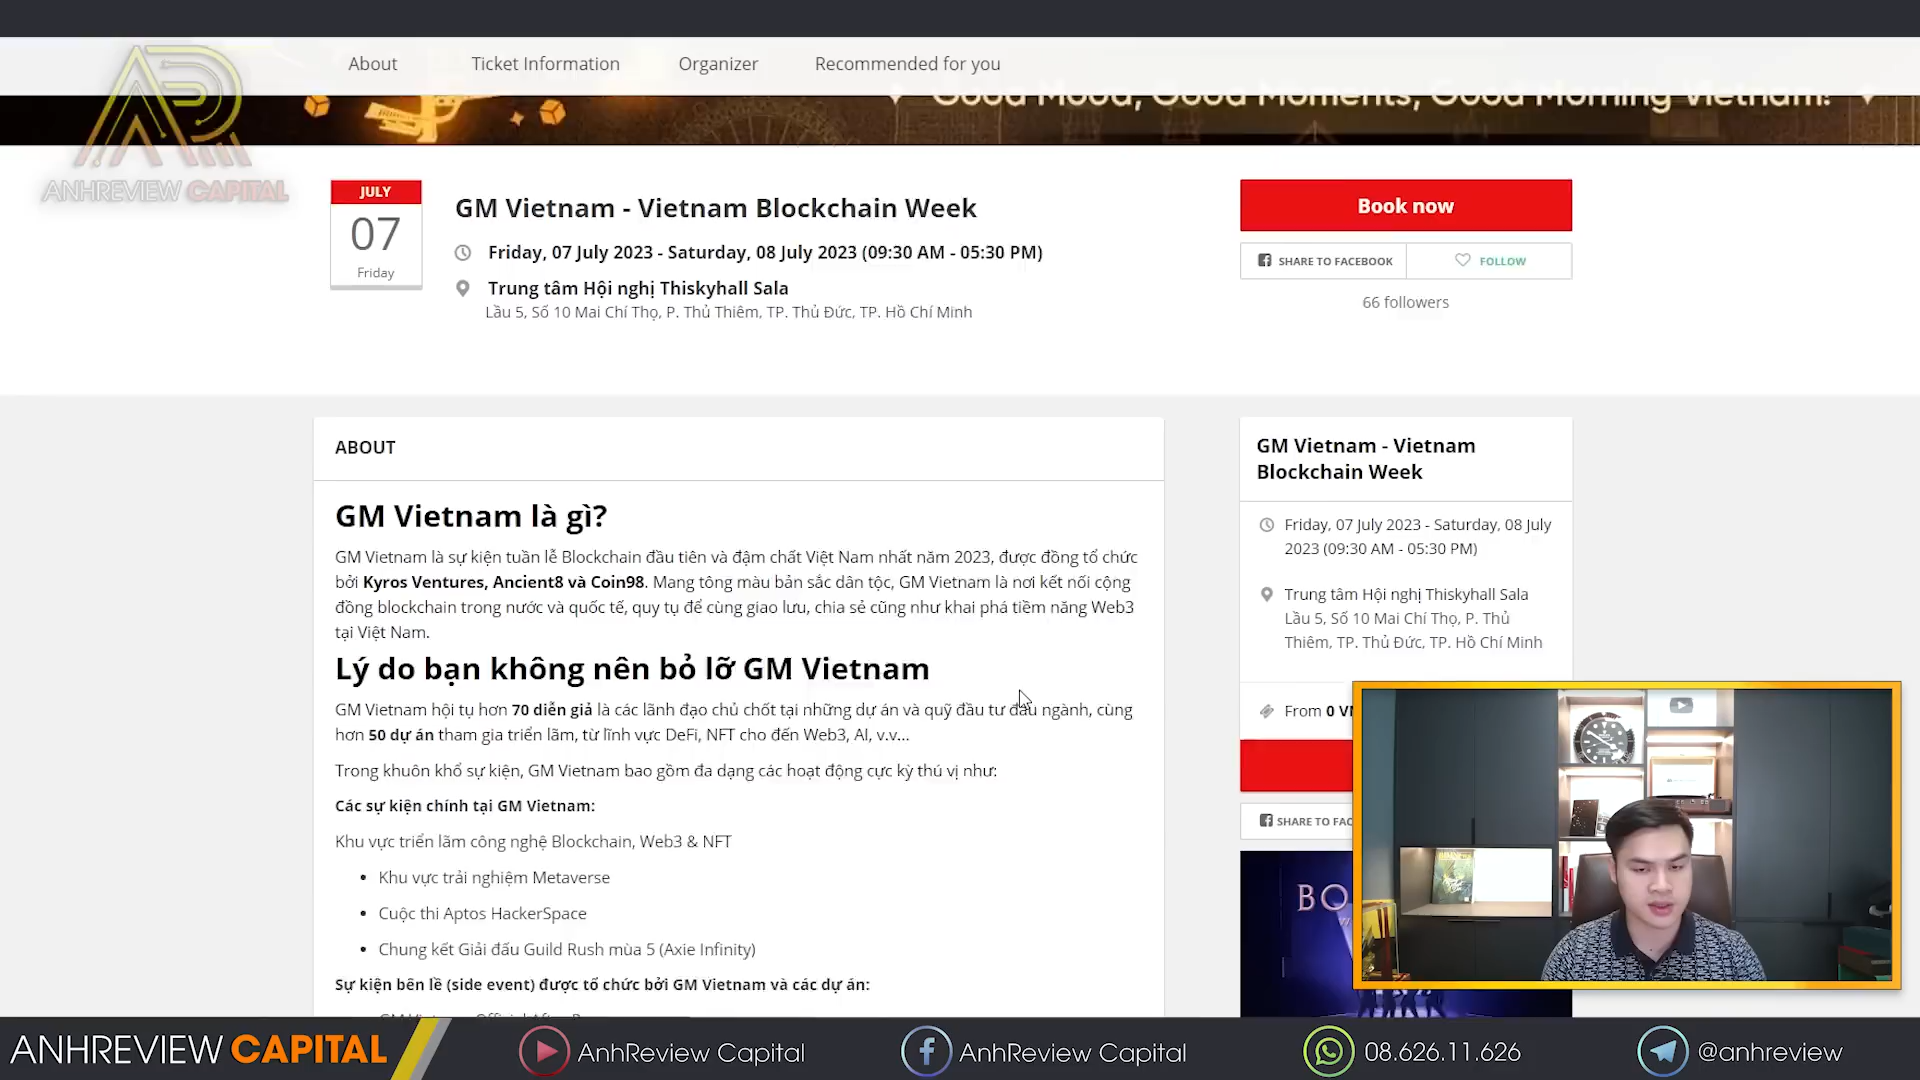 About
Ticket Information
Organizer
Recommended for you
Good Mood, Good Moments, Good Morning Vietnam!
ANHREVIEW CAPITAL
JULY
07
Friday
GM Vietnam - Vietnam Blockchain Week
Friday, 07 July 2023 - Saturday, 08 July 2023 (09:30 AM - 05:30 PM)
Trung tâm Hội nghị Thiskyhall Sala
Lầu 5, Số 10 Mai Chí Thọ, P. Thủ Thiêm, TP. Thủ Đức, TP. Hồ Chí Minh
Book now
SHARE TO FACEBOOK
FOLLOW
66 followers
ABOUT
GM Vietnam là gì?
GM Vietnam là sự kiện tuần lễ Blockchain đầu tiên và đậm chất Việt Nam nhất năm 2023, được đồng tổ chức
bởi Kyros Ventures, Ancient8 và Coin98. Mang tông màu bản sắc dân tộc, GM Vietnam là nơi kết nối cộng
đồng blockchain trong nước và quốc tế, quy tụ để cùng giao lưu, chia sẻ cũng như khai phá tiềm năng Web3
tại Việt Nam.
Lý do bạn không nên bỏ lỡ GM Vietnam
GM Vietnam hội tụ hơn 70 diễn giả là các lãnh đạo chủ chốt tại những dự án và quỹ đầu tư đầu ngành, cùng
hơn 50 dự án tham gia triển lãm, từ lĩnh vực DeFi, NFT cho đến Web3, AI, v.v...
Trong khuôn khổ sự kiện, GM Vietnam bao gồm đa dạng các hoạt động cực kỳ thú vị như:
Các sự kiện chính tại GM Vietnam:
Khu vực triển lãm công nghệ Blockchain, Web3 & NFT
• Khu vực trải nghiệm Metaverse
• Cuộc thi Aptos HackerSpace
• Chung kết Giải đấu Guild Rush mùa 5 (Axie Infinity)
Sự kiện bến lề (side event) được tổ chức bởi GM Vietnam và các dự án:
GM Vietnam
Blockchain Week
Friday, 07 July 2023 - Saturday, 08 July
2023 (09:30 AM - 05:30 PM)
Trung tâm Hội nghị Thiskyhall Sala
Lầu 5, Số 10 Mai Chí Thọ, P. Thủ
Thiêm, TP. Thủ Đức, TP. Hồ Chí Minh
From 0
SHARE TO
ANHREVIEW CAPITAL
AnhReview Capital
AnhReview Capital
08.626.11.626
@anhreview